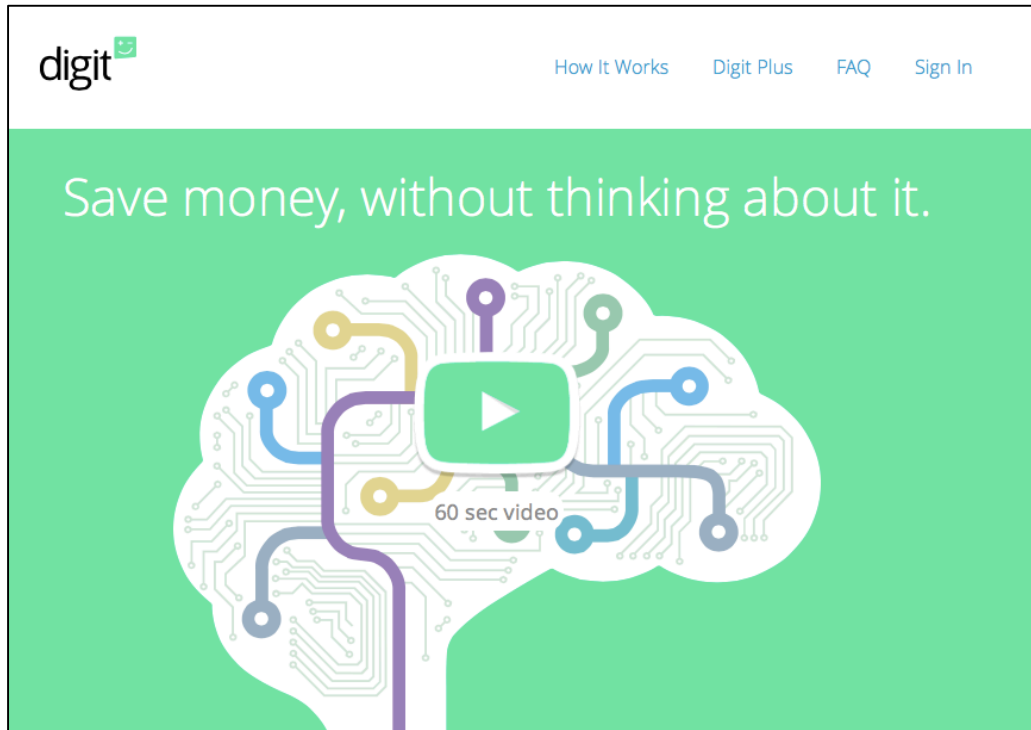 digit
How It Works Digit Plus FAQ Sign In
Save money, without thinking about it.
60 sec video